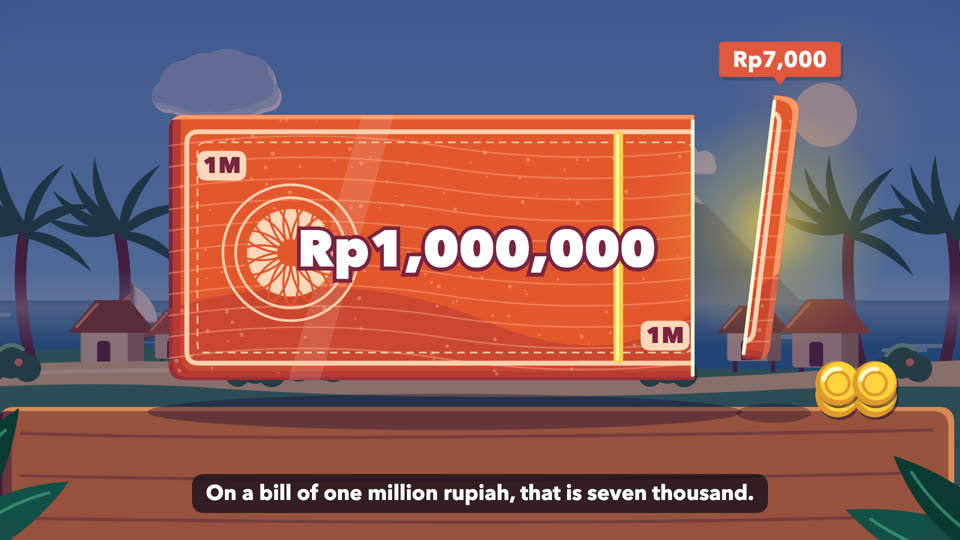 Rp7,000
1M
Rp1,000,000
1M
On a bill of one million rupiah, that is seven thousand.